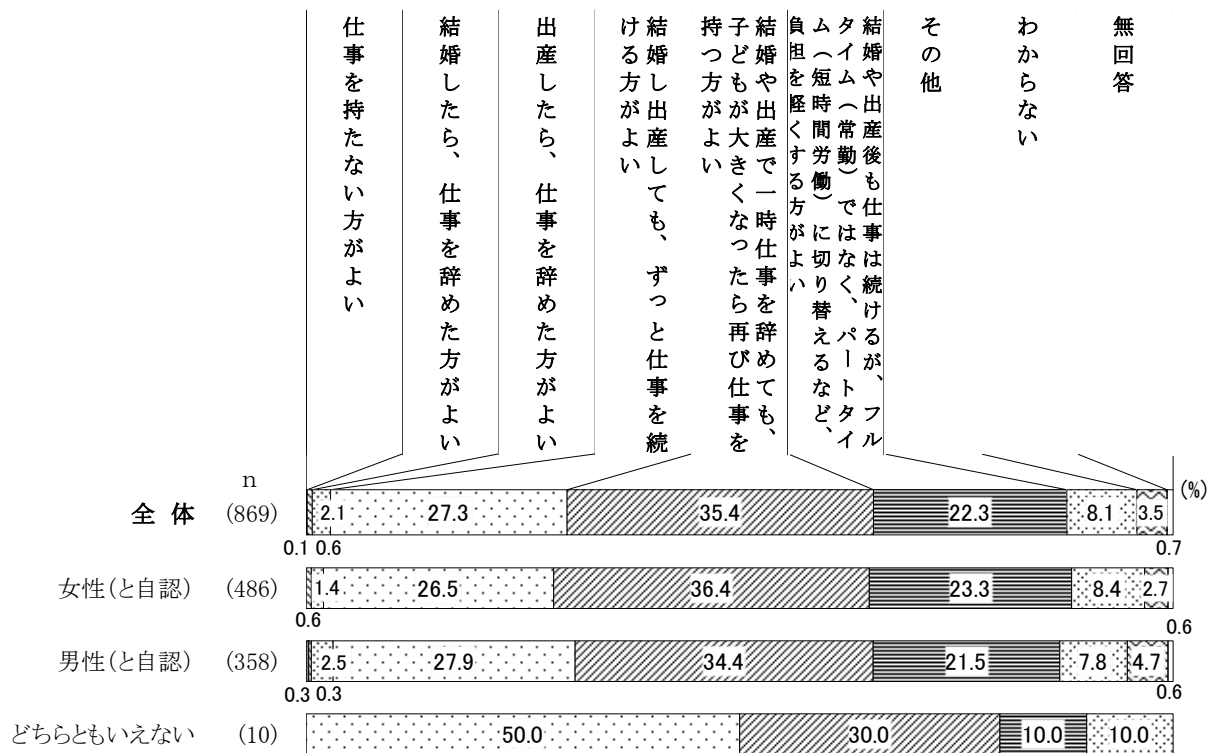 仕事を持たない方がよい
結婚したら、仕事を辞めた方がよい
出産したら、仕事を辞めた方がよい
結婚し出産しても、ずっと仕事を続
ける方がよい
結婚や出産で一時仕事を辞めても、
子どもが大きくなったら再び仕事を
持つ方がよい
結婚や出産後も仕事は続けるが、フル
タイム(常勤)ではなく、パートタイ
ム(短時間労働)に切り替えるなど、
負担を軽くする方がよい
その他
わからない
無回答
n
(%)
全体 (869) 2.1 27.3 35.4 22.3 8.1 3.5
0.1 0.6 0.7
女性(と自認) (486) 1.4 26.5 36.4 23.3 8.4 2.7
0.6 0.6
男性(と自認) (358) 2.5 27.9 34.4 21.5 7.8 4.7
0.3 0.3 0.6
どちらともいえない (10) 50.0 30.0 10.0 10.0